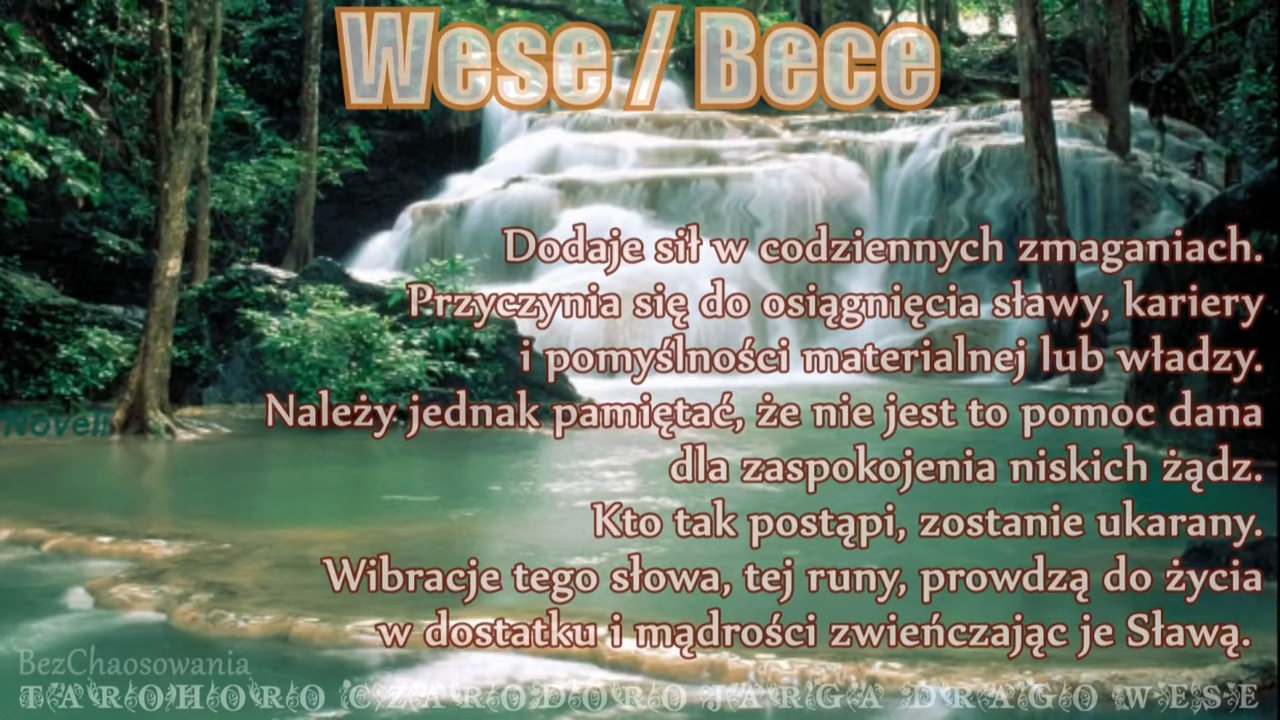 Wese / Bece
Dodaje sił w codziennych zmaganiach.
Przyczynia się do osiągnięcia sławy, kariery
i pomyślności materialnej lub władzy.
Należy jednak pamiętać, że nie jest to pomoc dana
dla zaspokojenia niskich żądz.
Kto tak postąpi, zostanie ukarany.
Wibracje tego słowa, tej runy, prowdzą do życia
w dostatku i mądrości zwieńczając je Sławą.
Novell
BezChaosowania
TAROHORO CZARODORO JARGA DRAGO WESE